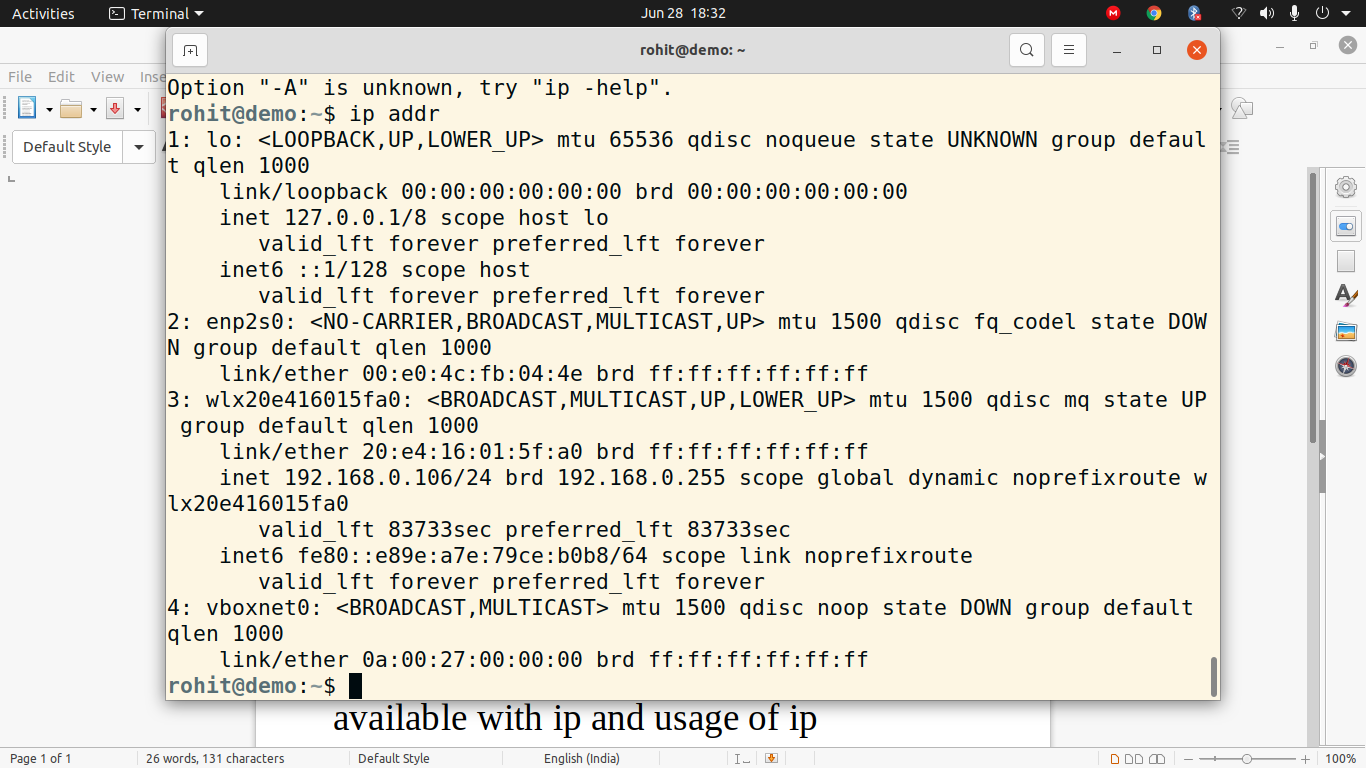 Activities Terminal Jun 28 18:32
rohit@demo: ~
File Edit View Inse
Default Style
Option "-A" is unknown, try "ip -help".
rohit@demo:~$ ip addr
1: lo: <LOOPBACK,UP,LOWER_UP> mtu 65536 qdisc noqueue state UNKNOWN group defaul
t qlen 1000
    link/loopback 00:00:00:00:00:00 brd 00:00:00:00:00:00
    inet 127.0.0.1/8 scope host lo
       valid_lft forever preferred_lft forever
    inet6 ::1/128 scope host
       valid_lft forever preferred_lft forever
2: enp2s0: <NO-CARRIER,BROADCAST,MULTICAST,UP> mtu 1500 qdisc fq_codel state DOW
N group default qlen 1000
    link/ether 00:e0:4c:fb:04:4e brd ff:ff:ff:ff:ff:ff
3: wlx20e416015fa0: <BROADCAST,MULTICAST,UP,LOWER_UP> mtu 1500 qdisc mq state UP
 group default qlen 1000
    link/ether 20:e4:16:01:5f:a0 brd ff:ff:ff:ff:ff:ff
    inet 192.168.0.106/24 brd 192.168.0.255 scope global dynamic noprefixroute w
lx20e416015fa0
       valid_lft 83733sec preferred_lft 83733sec
    inet6 fe80::e89e:a7e:79ce:b0b8/64 scope link noprefixroute
       valid_lft forever preferred_lft forever
4: vboxnet0: <BROADCAST,MULTICAST> mtu 1500 qdisc noop state DOWN group default
qlen 1000
    link/ether 0a:00:27:00:00:00 brd ff:ff:ff:ff:ff:ff
rohit@demo:~$
available with ip and usage of ip
Page 1 of 1 26 words, 131 characters Default Style English (India) 100%